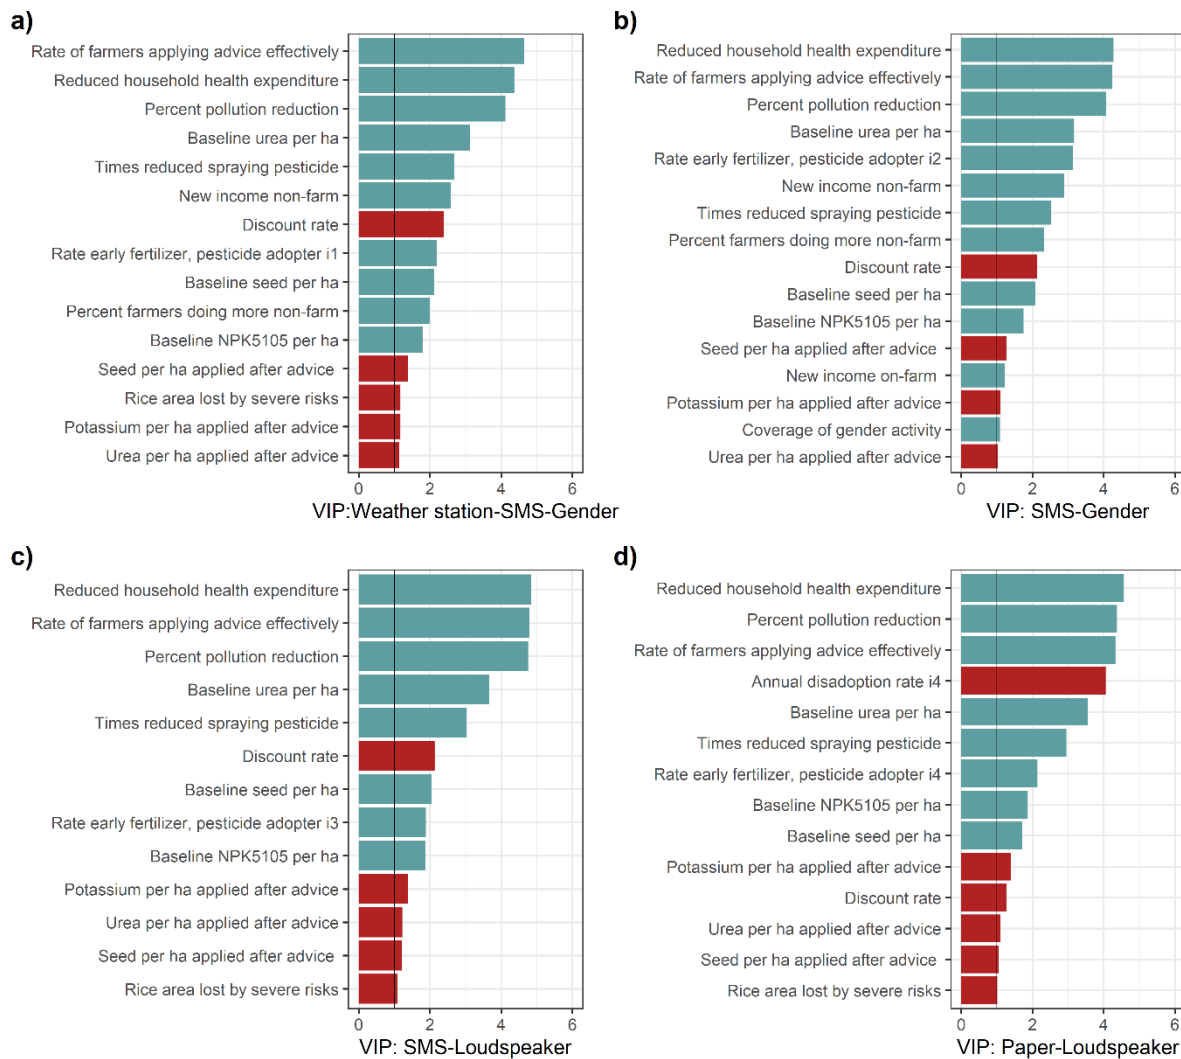 a)
Rate of farmers applying advice effectively
Reduced household health expenditure
Percent pollution reduction
Baseline urea per ha
Times reduced spraying pesticide
New income non-farm
Discount rate
Rate early fertilizer, pesticide adopter i1
Baseline seed per ha
Percent farmers doing more non-farm
Baseline NPK5105 per ha
Seed per ha applied after advice
Rice area lost by severe risks
Potassium per ha applied after advice
Urea per ha applied after advice
0 2 4 6
VIP:Weather station-SMS-Gender
b)
Reduced household health expenditure
Rate of farmers applying advice effectively
Percent pollution reduction
Baseline urea per ha
Rate early fertilizer, pesticide adopter i2
New income non-farm
Times reduced spraying pesticide
Percent farmers doing more non-farm
Discount rate
Baseline seed per ha
Baseline NPK5105 per ha
Seed per ha applied after advice
New income on-farm
Potassium per ha applied after advice
Coverage of gender activity
Urea per ha applied after advice
0 2 4 6
VIP: SMS-Gender
c)
Reduced household health expenditure
Rate of farmers applying advice effectively
Percent pollution reduction
Baseline urea per ha
Times reduced spraying pesticide
Discount rate
Baseline seed per ha
Rate early fertilizer, pesticide adopter i3
Baseline NPK5105 per ha
Potassium per ha applied after advice
Urea per ha applied after advice
Seed per ha applied after advice
Rice area lost by severe risks
0 2 4 6
VIP: SMS-Loudspeaker
d)
Reduced household health expenditure
Percent pollution reduction
Rate of farmers applying advice effectively
Annual disadoption rate i4
Baseline urea per ha
Times reduced spraying pesticide
Rate early fertilizer, pesticide adopter i4
Baseline NPK5105 per ha
Baseline seed per ha
Potassium per ha applied after advice
Discount rate
Urea per ha applied after advice
Seed per ha applied after advice
Rice area lost by severe risks
0 2 4 6
VIP: Paper-Loudspeaker